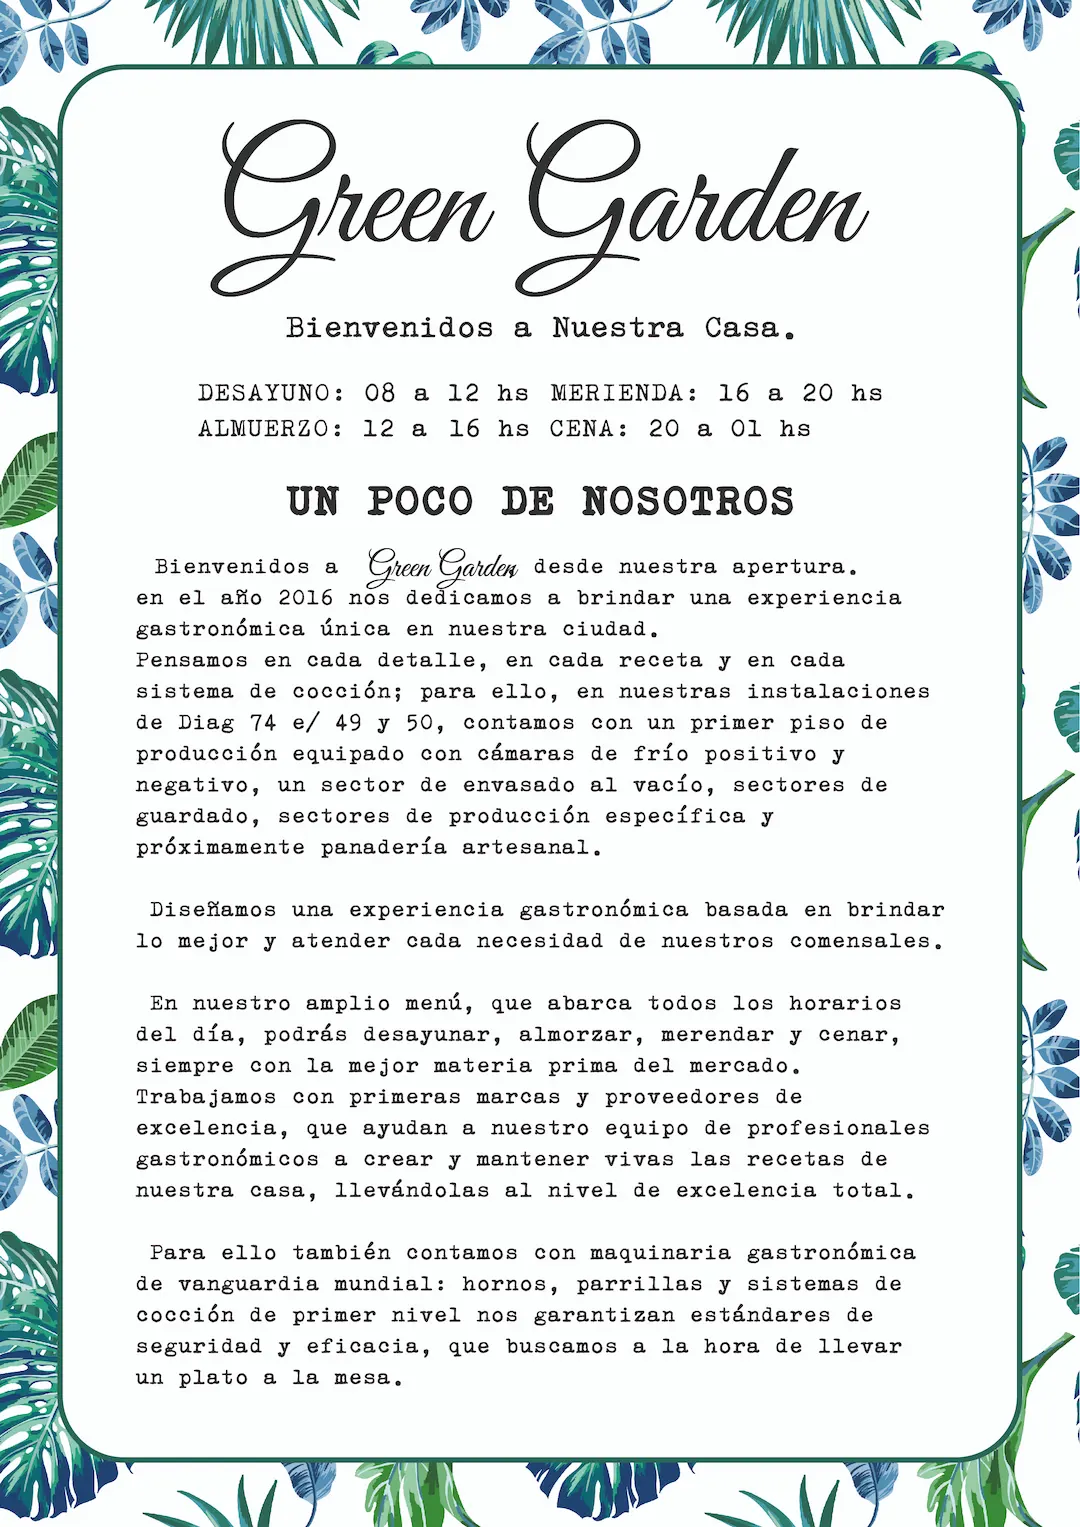 Green Garden
Bienvenidos a Nuestra Casa.
DESAYUNO: 08 a 12 hs MERIENDA: 16 a 20 hs
ALMUERZO: 12 a 16 hs CENA: 20 a 01 hs
UN POCO DE NOSOTROS
Bienvenidos a Green Garden, desde nuestra apertura.
en el año 2016 nos dedicamos a brindar una experiencia
gastronómica única en nuestra ciudad.
Pensamos en cada detalle, en cada receta y en cada
sistema de cocción; para ello, en nuestras instalaciones
de Diag 74 e/ 49 y 50, contamos con un primer piso de
producción equipado con cámaras de frío positivo y
negativo, un sector de envasado al vacío, sectores de
guardado, sectores de producción específica y
próximamente panadería artesanal.
Diseñamos una experiencia gastronómica basada en brindar
lo mejor y atender cada necesidad de nuestros comensales.
En nuestro amplio menú, que abarca todos los horarios
del día, podrás desayunar, almorzar, merendar y cenar,
siempre con la mejor materia prima del mercado.
Trabajamos con primeras marcas y proveedores de
excelencia, que ayudan a nuestro equipo de profesionales
gastronómicos a crear y mantener vivas las recetas de
nuestra casa, llevándolas al nivel de excelencia total.
Para ello también contamos con maquinaria gastronómica
de vanguardia mundial: hornos, parrillas y sistemas de
cocción de primer nivel nos garantizan estándares de
seguridad y eficacia, que buscamos a la hora de llevar
un plato a la mesa.